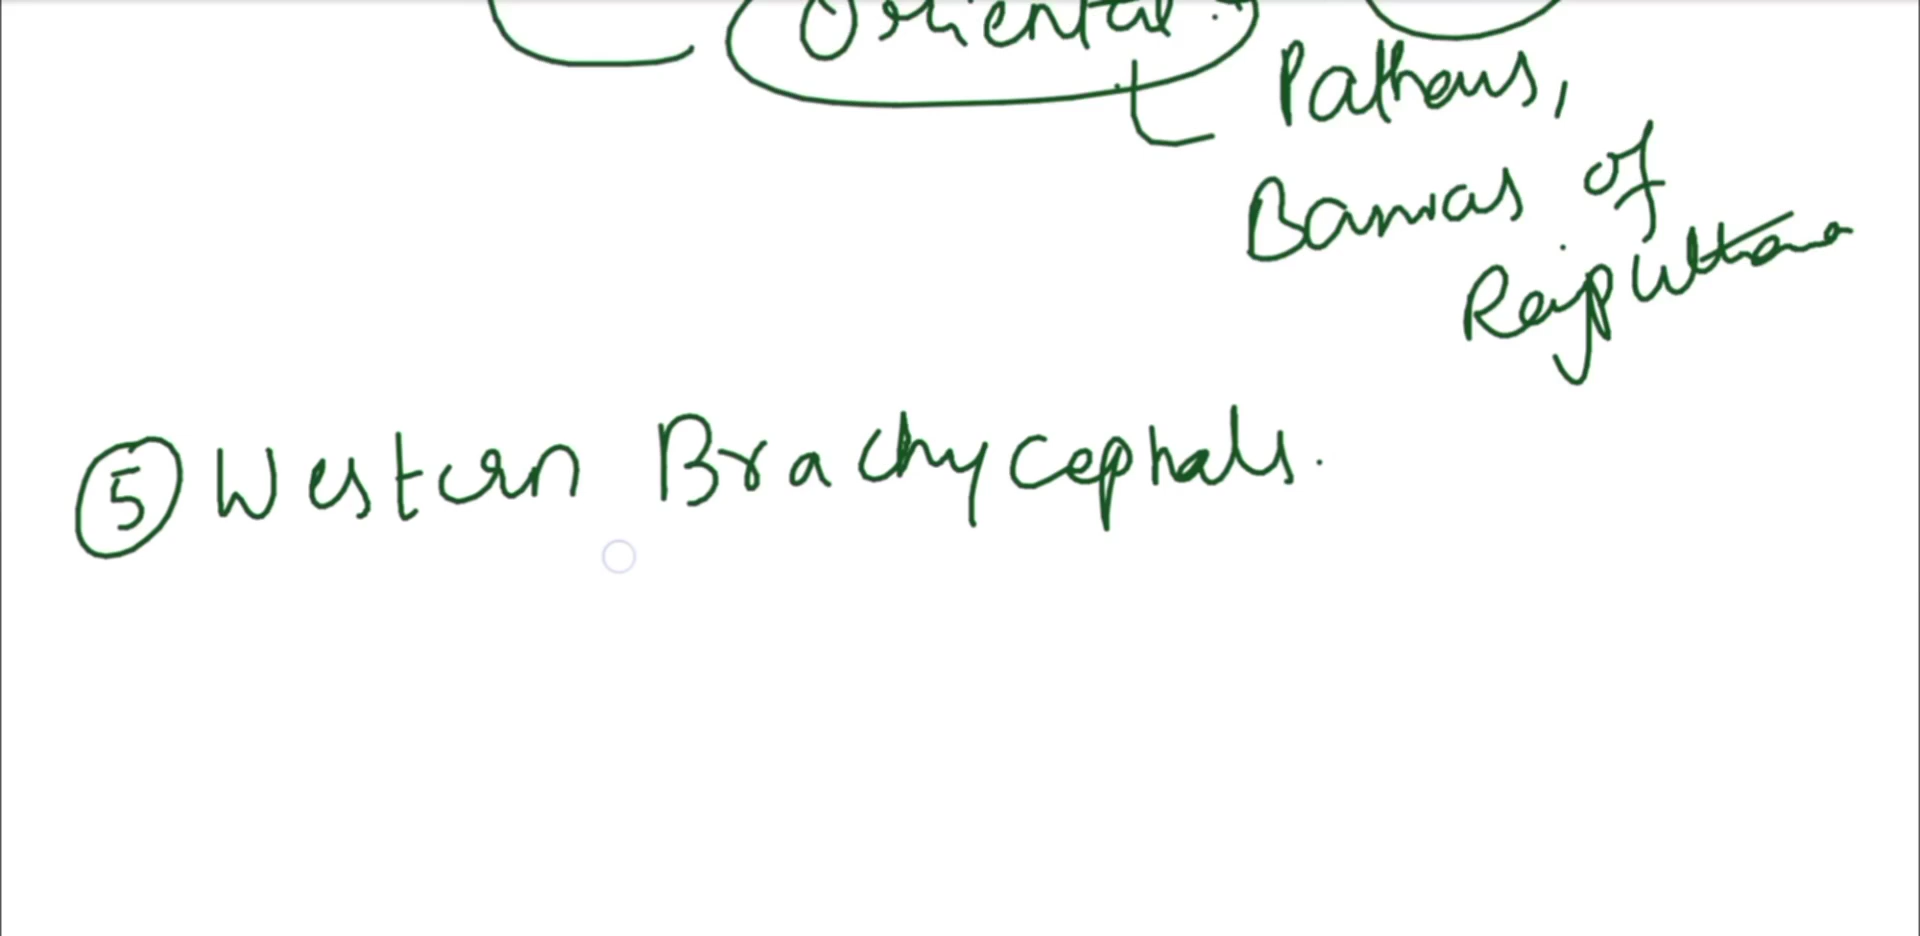 Oriental.
Pathans,
Banias of
Rajputana
⑤ Western Brachycephals.